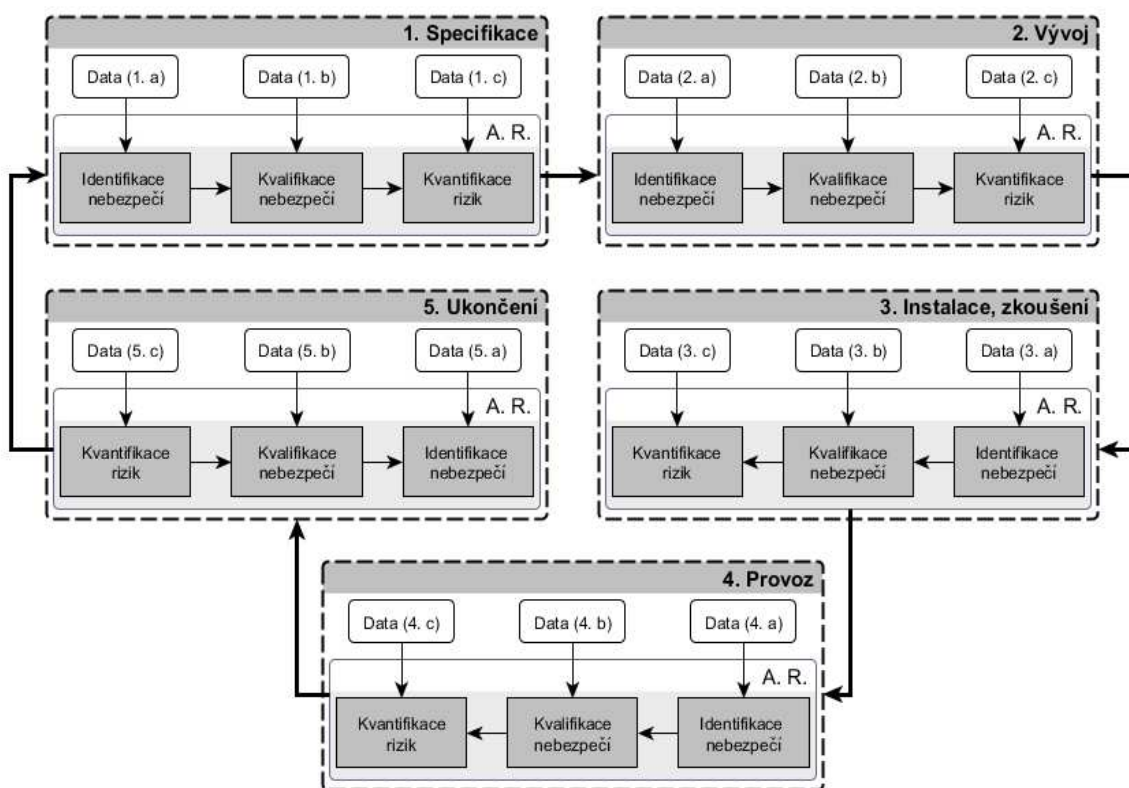 1. Specifikace
Data (1. a)
Data (1. b)
Data (1. c)
A. R.
Identifikace
nebezpečí
Kvalifikace
nebezpečí
Kvantifikace
rizik
2. Vývoj
Data (2. a)
Data (2. b)
Data (2. c)
A. R.
Identifikace
nebezpečí
Kvalifikace
nebezpečí
Kvantifikace
rizik
5. Ukončení
Data (5. c)
Data (5. b)
Data (5. a)
A. R.
Kvantifikace
rizik
Kvalifikace
nebezpečí
Identifikace
nebezpečí
3. Instalace, zkoušení
Data (3. c)
Data (3. b)
Data (3. a)
A. R.
Kvantifikace
rizik
Kvalifikace
nebezpečí
Identifikace
nebezpečí
4. Provoz
Data (4. c)
Data (4. b)
Data (4. a)
A. R.
Kvantifikace
rizik
Kvalifikace
nebezpečí
Identifikace
nebezpečí